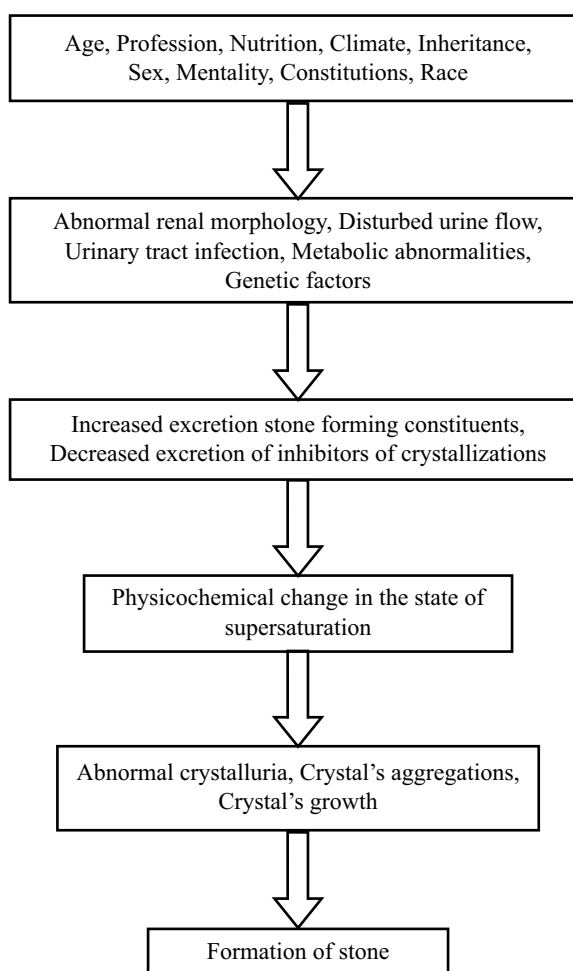 Age, Profession, Nutrition, Climate, Inheritance,
Sex, Mentality, Constitutions, Race
Abnormal renal morphology, Disturbed urine flow,
Urinary tract infection, Metabolic abnormalities,
Genetic factors
Increased excretion stone forming constituents,
Decreased excretion of inhibitors of crystallizations
Physicochemical change in the state of
supersaturation
Abnormal crystalluria, Crystal's aggregations,
Crystal's growth
Formation of stone